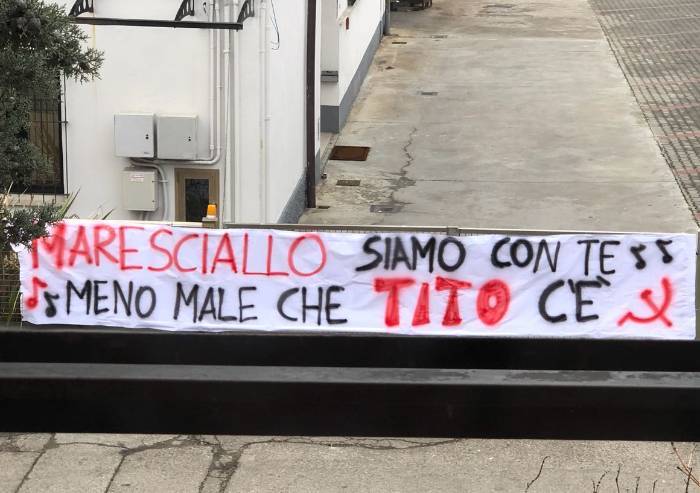 MARESCIALLO SIAMO CON TE ♪♫
♪♫ MENO MALE CHE TITO C'È ☭